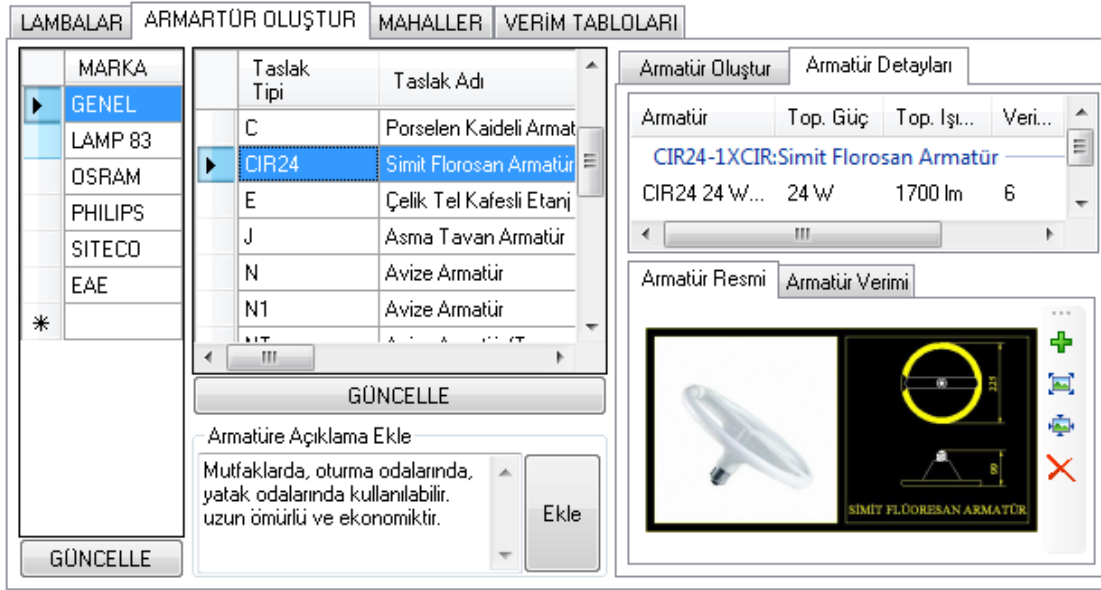 LAMBALAR ARMARTÜR OLUŞTUR MAHALLER VERİM TABLOLARI
MARKA
GENEL
LAMP 83
OSRAM
PHILIPS
SITECO
EAE
GÜNCELLE
Taslak Tipi Taslak Adı
C Porselen Kaideli Armat
CIR24 Simit Florosan Armatür
E Çelik Tel Kafesli Etanj
J Asma Tavan Armatür
N Avize Armatür
N1 Avize Armatür
GÜNCELLE
Armatüre Açıklama Ekle
Mutfaklarda, oturma odalarında,
yatak odalarında kullanılabilir.
uzun ömürlü ve ekonomiktir.
Ekle
Armatür Oluştur Armatür Detayları
Armatür Top. Güç Top. Işı... Veri...
CIR24-1XCIR:Simit Florosan Armatür
CIR24 24 W... 24 W 1700 lm 6
Armatür Resmi Armatür Verimi
225
SİMİT FLÜORESAN ARMATÜR